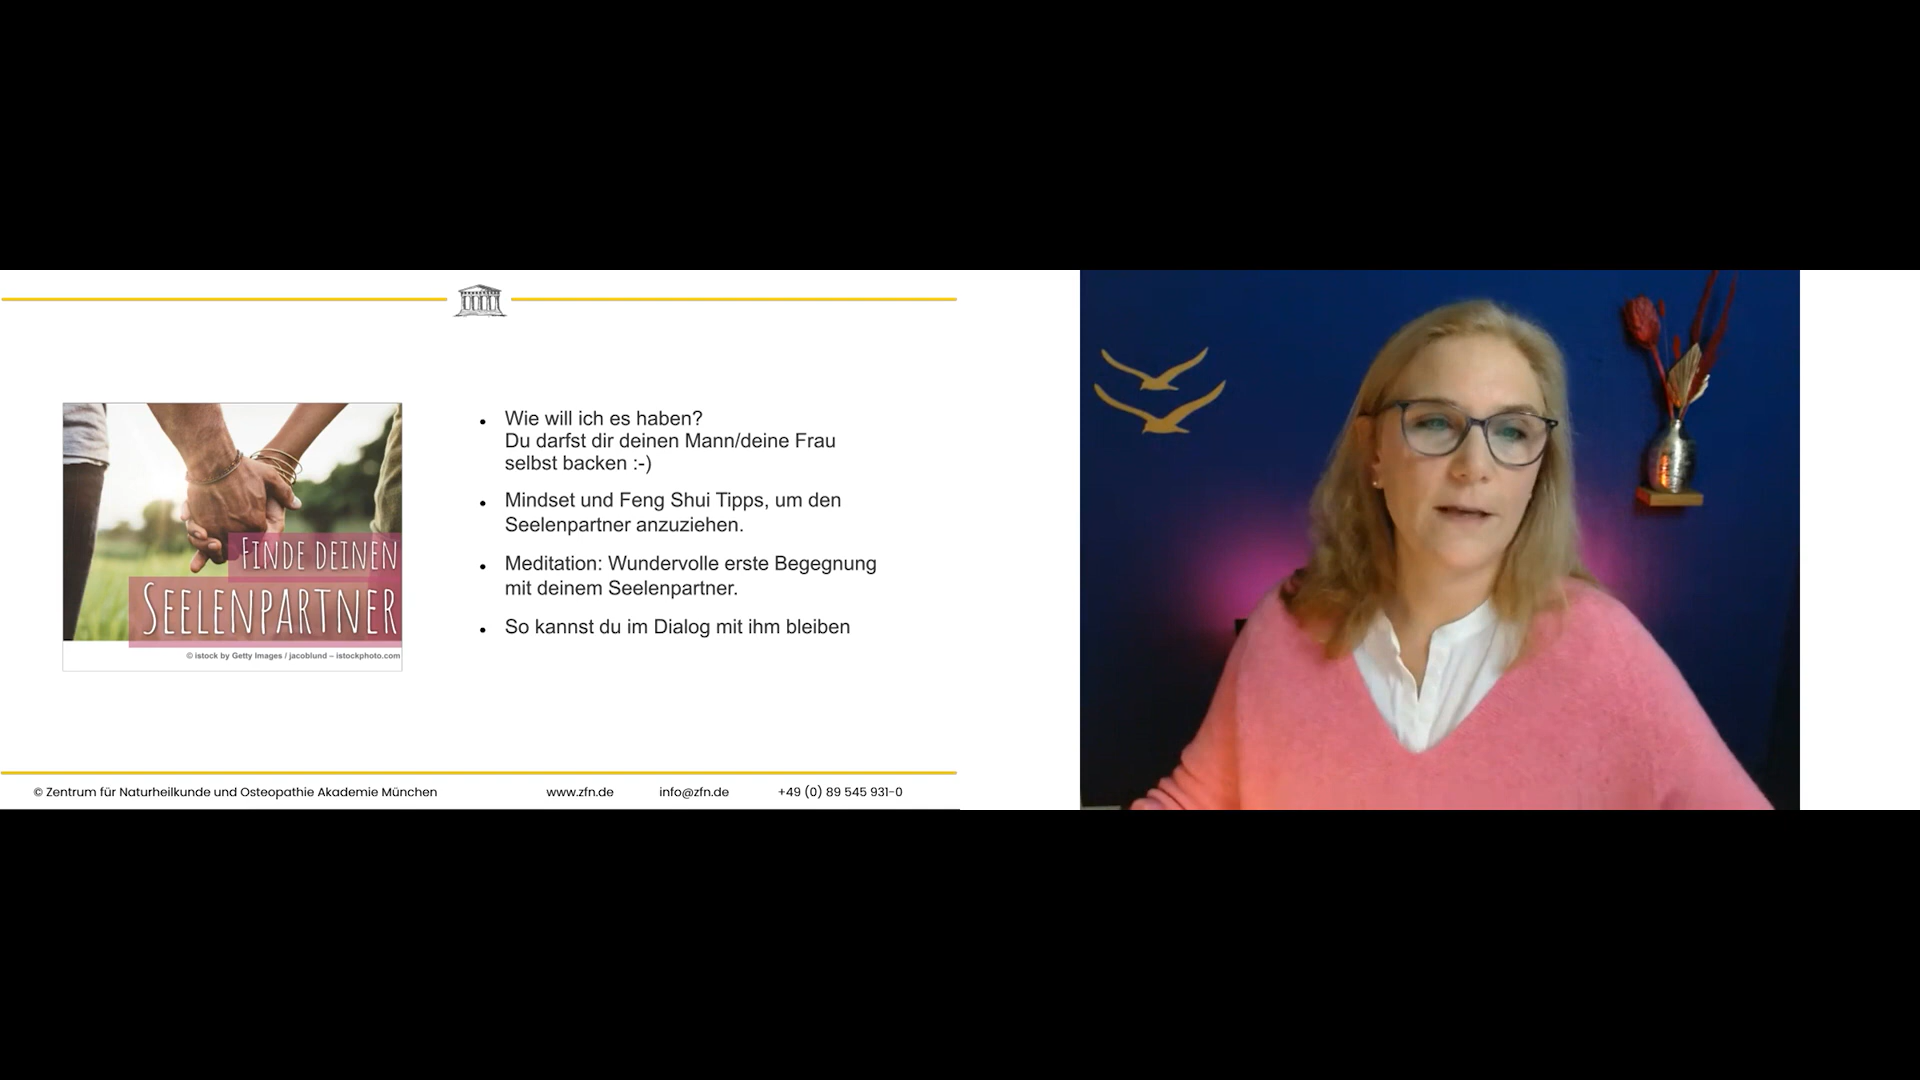 FINDE DEINEN
SEELENPARTNER
© istock by Getty Images / jacoblund – istockphoto.com
• Wie will ich es haben?
Du darfst dir deinen Mann/deine Frau
selbst backen :-)
• Mindset und Feng Shui Tipps, um den
Seelenpartner anzuziehen.
• Meditation: Wundervolle erste Begegnung
mit deinem Seelenpartner.
• So kannst du im Dialog mit ihm bleiben
© Zentrum für Naturheilkunde und Osteopathie Akademie München www.zfn.de info@zfn.de +49 (0) 89 545 931-0